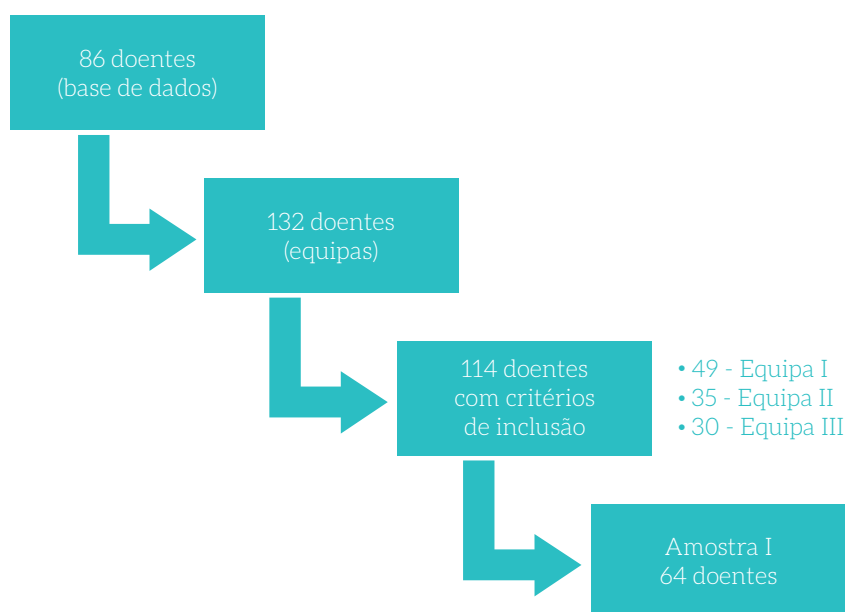 86 doentes
(base de dados)
132 doentes
(equipas)
114 doentes
com critérios
de inclusão
• 49 - Equipa I
• 35 - Equipa II
• 30 - Equipa III
Amostra I
64 doentes